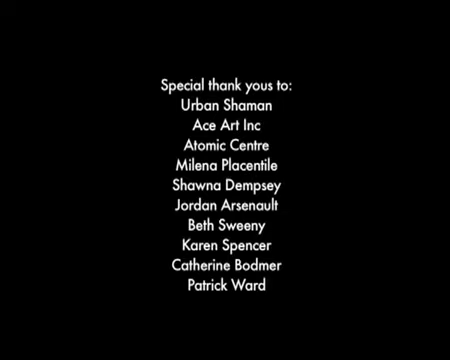 Special thank yous to:
Urban Shaman
Ace Art Inc
Atomic Centre
Milena Placentile
Shawna Dempsey
Jordan Arsenault
Beth Sweeny
Karen Spencer
Catherine Bodmer
Patrick Ward